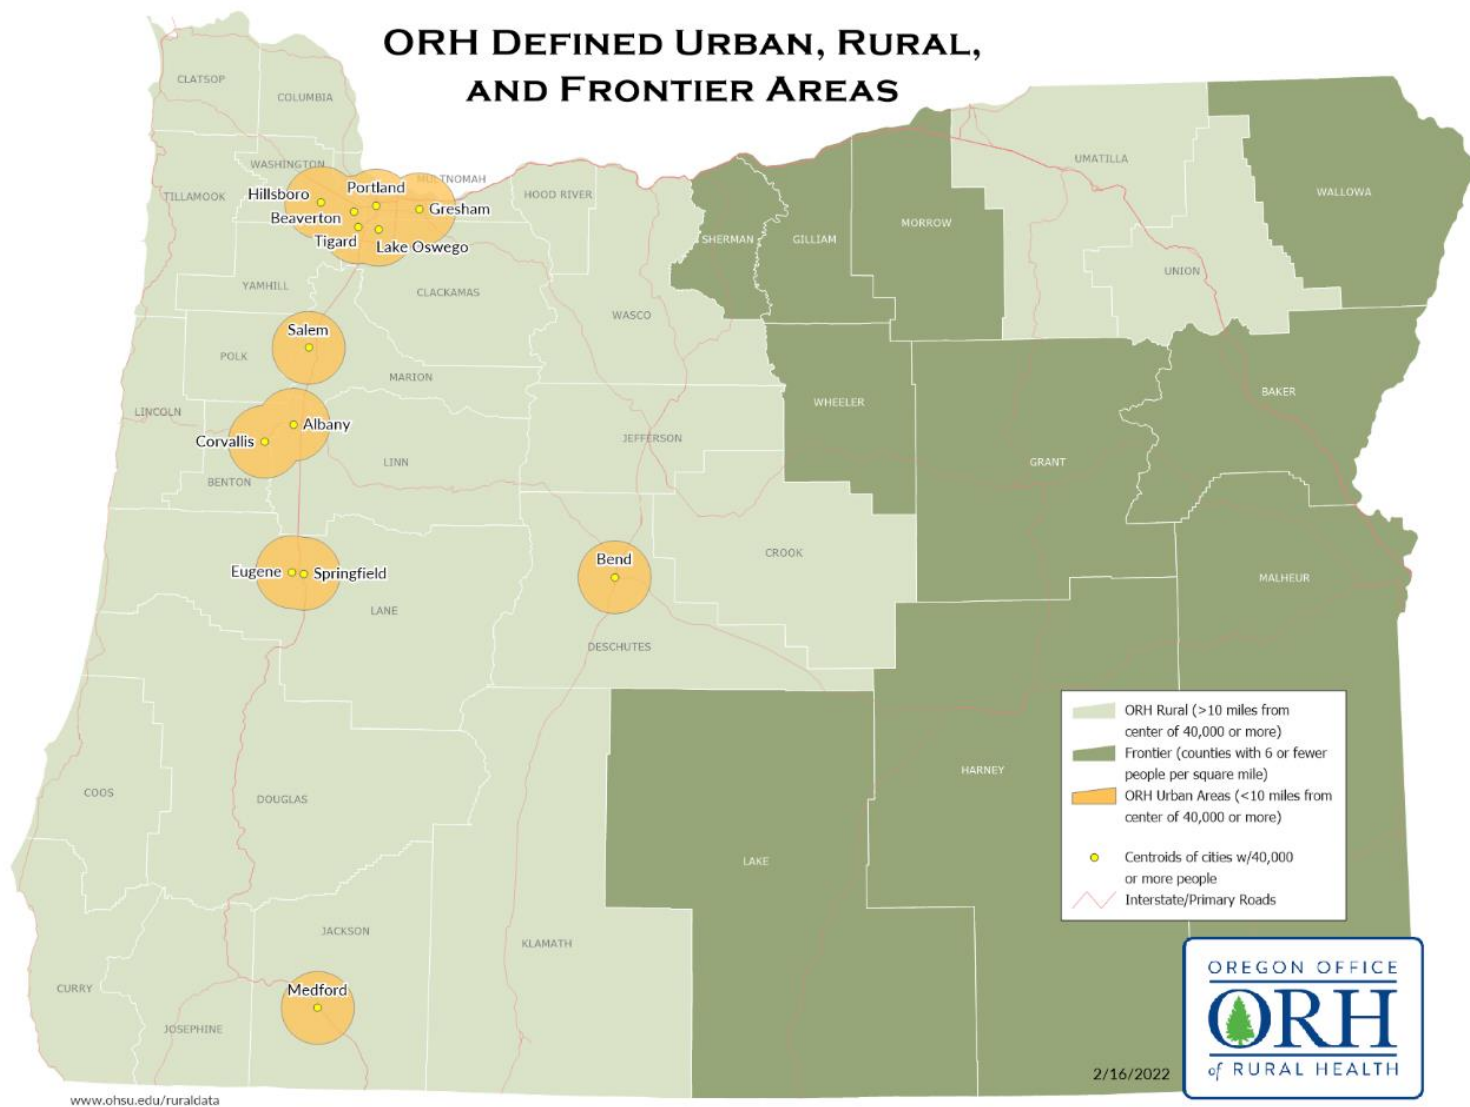 ORH DEFINED URBAN, RURAL,
AND FRONTIER AREAS
CLATSOP
COLUMBIA
WASHINGTON
MULTNOMAH
TILLAMOOK
Hillsboro
Portland
Beaverton
Gresham
Tigard
Lake Oswego
HOOD RIVER
UMATILLA
WALLOWA
SHERMAN
GILLIAM
MORROW
UNION
YAMHILL
CLACKAMAS
WASCO
Salem
POLK
MARION
WHEELER
BAKER
LINCOLN
Albany
Corvallis
JEFFERSON
LINN
GRANT
BENTON
CROOK
Bend
Eugene
Springfield
MALHEUR
LANE
DESCHUTES
ORH Rural (>10 miles from
center of 40,000 or more)
Frontier (counties with 6 or fewer
people per square mile)
ORH Urban Areas (<10 miles from
center of 40,000 or more)
Centroids of cities w/40,000
or more people
Interstate/Primary Roads
HARNEY
COOS
DOUGLAS
LAKE
JACKSON
KLAMATH
CURRY
Medford
JOSEPHINE
OREGON OFFICE
ORH
of RURAL HEALTH
2/16/2022
www.ohsu.edu/ruraldata